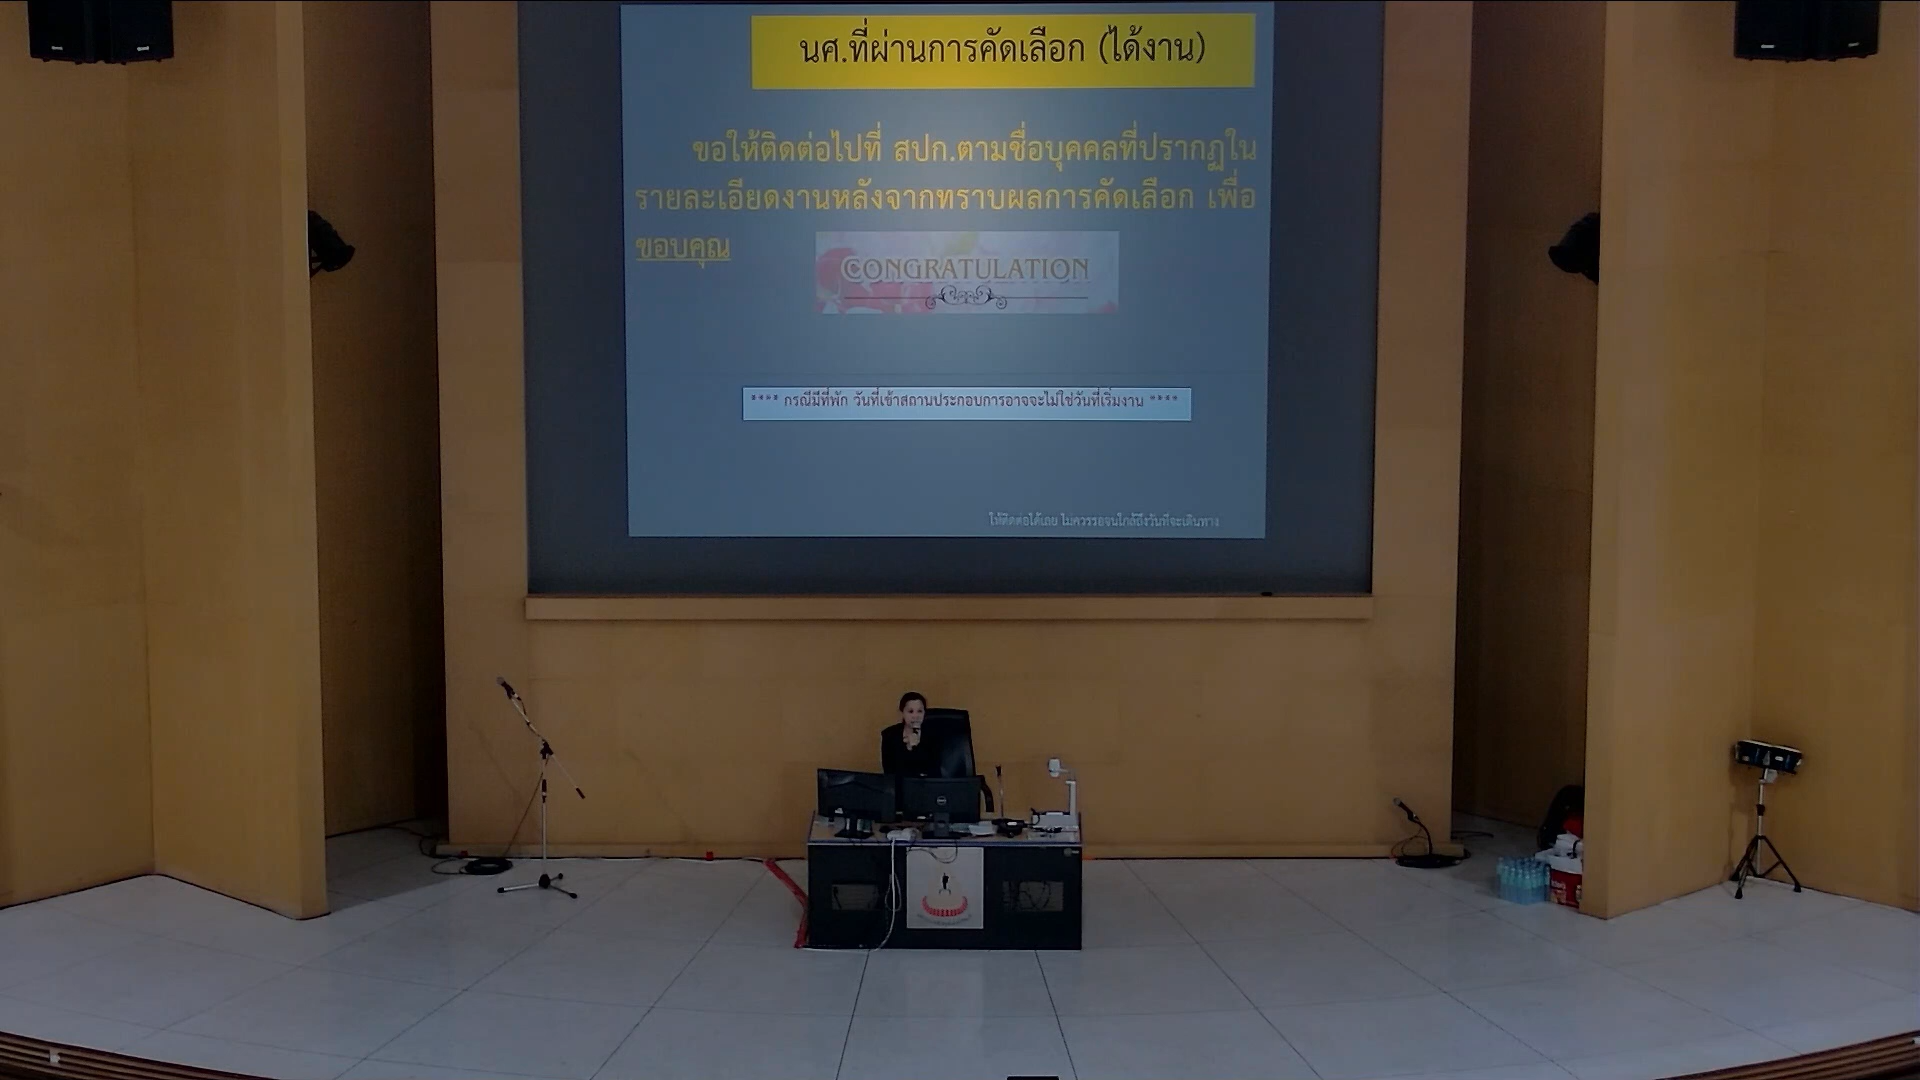 นศ.ที่ผ่านการคัดเลือก (ได้งาน)
ขอให้ติดต่อไปที่ สปก.ตามชื่อบุคคลที่ปรากฏใน
รายละเอียดงานหลังจากทราบผลการคัดเลือก เพื่อ
ขอบคุณ
CONGRATULATION
**** กรณีมีที่พัก วันที่เข้าสถานประกอบการอาจจะไม่ใช่วันที่เริ่มงาน ****
ให้ติดต่อได้เลย ไม่ควรรอจนใกล้ถึงวันที่จะเดินทาง